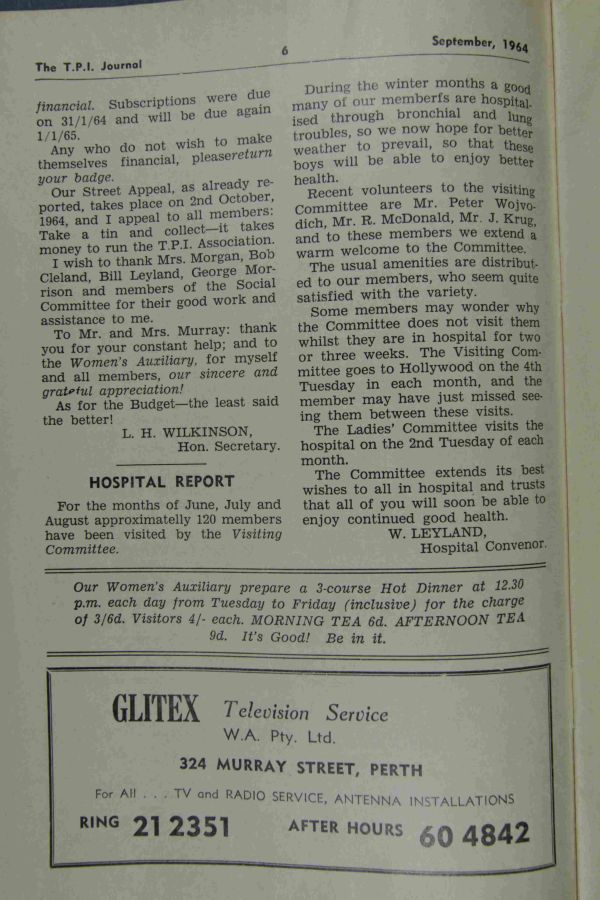 The T.P.I. Journal
6
September, 1964
financial. Subscriptions were due
on 31/1/64 and will be due again
1/1/65.
Any who do not wish to make
themselves financial, pleasereturn
your badge.
Our Street Appeal, as already re-
ported, takes place on 2nd October,
1964, and I appeal to all members:
Take a tin and collect—it takes
money to run the T.P.I. Association.
I wish to thank Mrs. Morgan, Bob
Cleland, Bill Leyland, George Mor-
rison and members of the Social
Committee for their good work and
assistance to me.
To Mr. and Mrs. Murray: thank
you for your constant help; and to
the Women's Auxiliary, for myself
and all members, our sincere and
grateful appreciation!
As for the Budget—the least said
the better!
L. H. WILKINSON,
Hon. Secretary.
HOSPITAL REPORT
For the months of June, July and
August approximatelly 120 members
have been visited by the Visiting
Committee.
During the winter months a good
many of our memberfs are hospital-
ised through bronchial and lung
troubles, so we now hope for better
weather to prevail, so that these
boys will be able to enjoy better
health.
Recent volunteers to the visiting
Committee are Mr. Peter Wojvo-
dich, Mr. R. McDonald, Mr. J. Krug,
and to these members we extend a
warm welcome to the Committee.
The usual amenities are distribut-
ed to our members, who seem quite
satisfied with the variety.
Some members may wonder why
the Committee does not visit them
whilst they are in hospital for two
or three weeks. The Visiting Com-
mittee goes to Hollywood on the 4th
Tuesday in each month, and the
member may have just missed see-
ing them between these visits.
The Ladies' Committee visits the
hospital on the 2nd Tuesday of each
month.
The Committee extends its best
wishes to all in hospital and trusts
that all of you will soon be able to
enjoy continued good health.
W. LEYLAND,
Hospital Convenor.
Our Women's Auxiliary prepare a 3-course Hot Dinner at 12.30
p.m. each day from Tuesday to Friday (inclusive) for the charge
of 3/6d. Visitors 4/- each. MORNING TEA 6d. AFTERNOON TEA
9d. It's Good! Be in it.
GLITEX Television Service
W.A. Pty. Ltd.
324 MURRAY STREET, PERTH
For All . . . TV and RADIO SERVICE, ANTENNA INSTALLATIONS
RING 21 2351 AFTER HOURS 60 4842